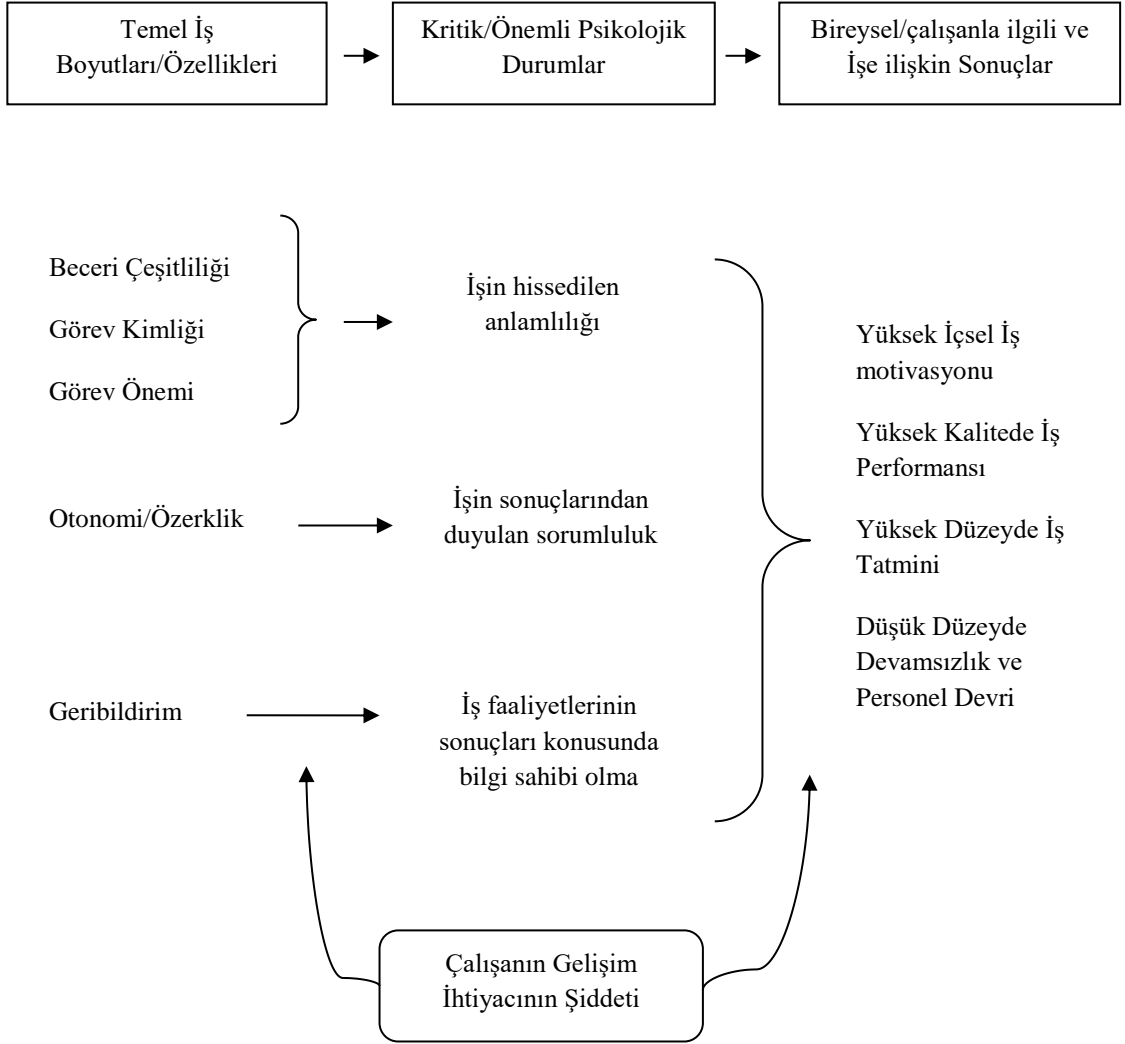 Temel İş
Boyutları/Özellikleri
Kritik/Önemli Psikolojik
Durumlar
Bireysel/çalışanla ilgili ve
İşe ilişkin Sonuçlar
Beceri Çeşitliliği
Görev Kimliği
Görev Önemi
İşin hissedilen
anlamlılığı
Otonomi/Özerklik
İşin sonuçlarından
duyulan sorumluluk
Geribildirim
İş faaliyetlerinin
sonuçları konusunda
bilgi sahibi olma
Yüksek İçsel İş
motivasyonu
Yüksek Kalitede İş
Performansı
Yüksek Düzeyde İş
Tatmini
Düşük Düzeyde
Devamsızlık ve
Personel Devri
Çalışanın Gelişim
İhtiyacının Şiddeti